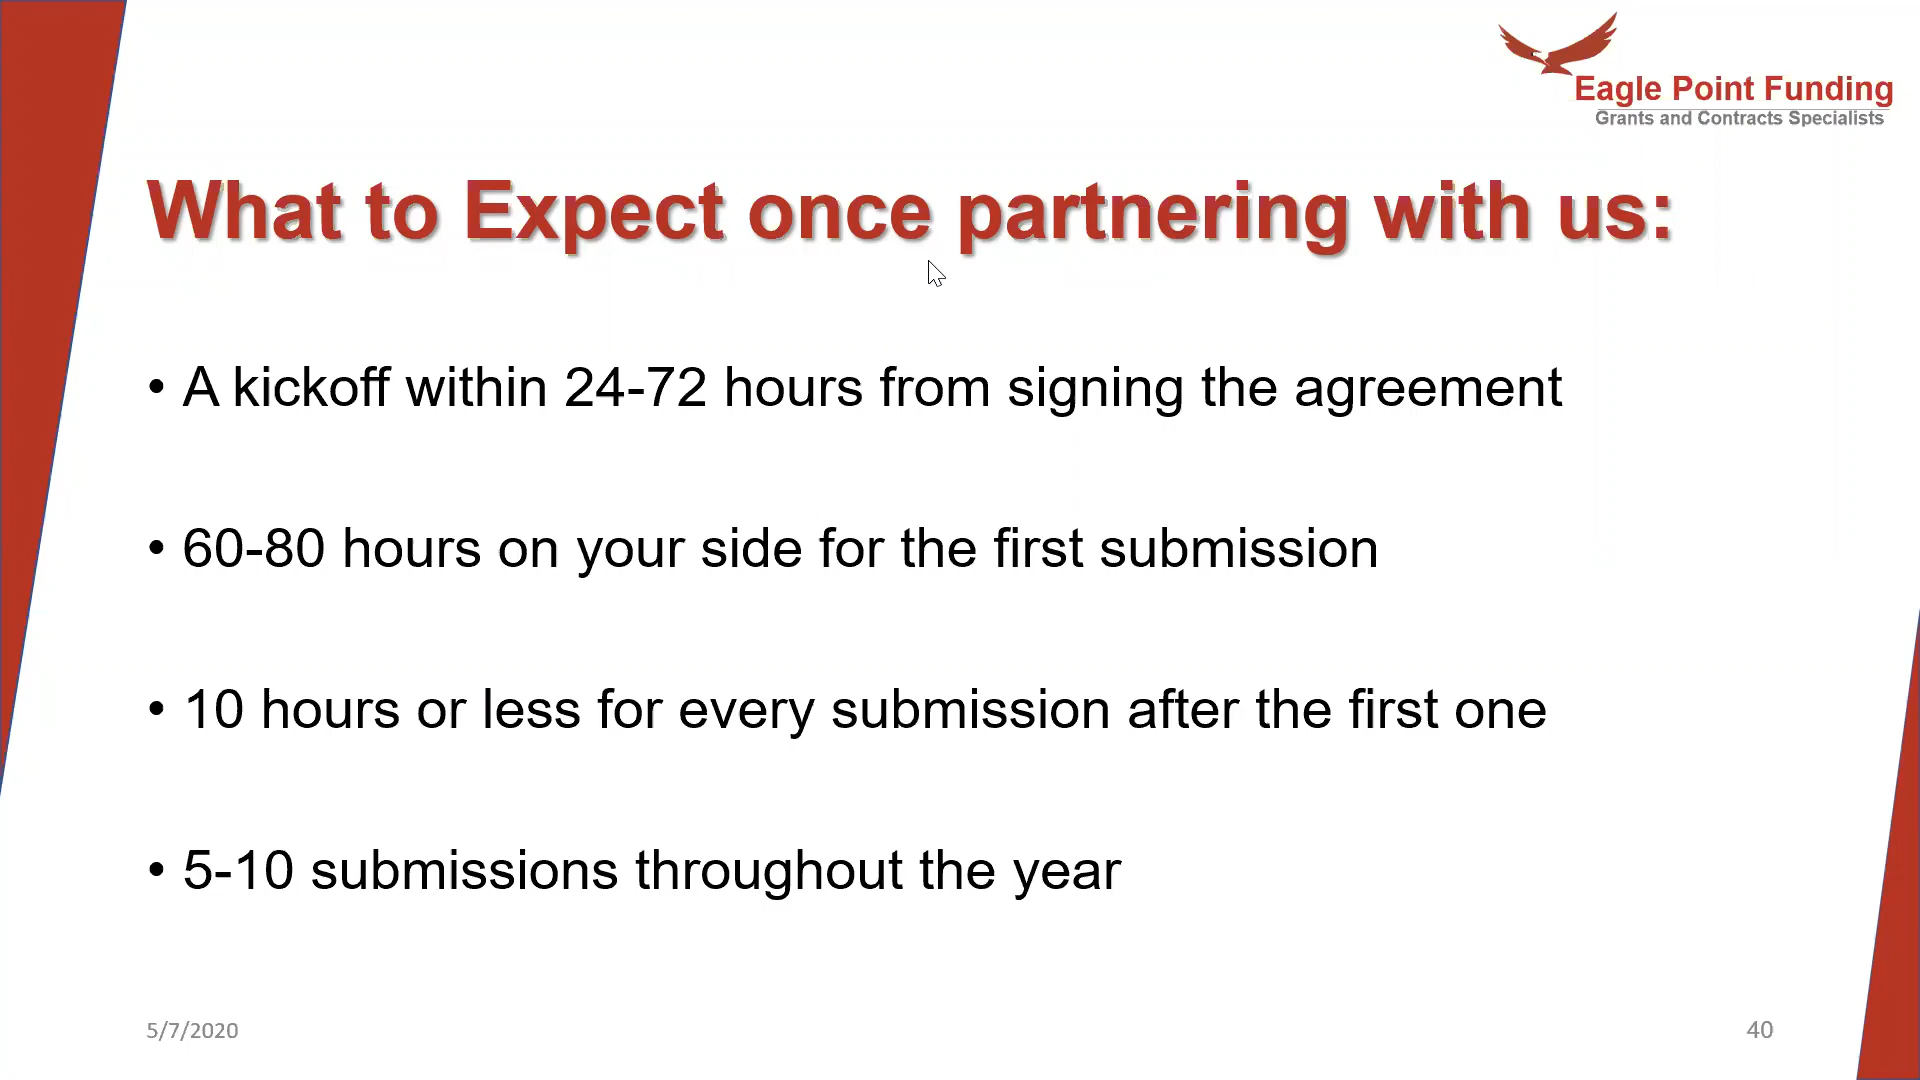 Eagle Point Funding
Grants and Contracts Specialists
What to Expect once partnering with us:
• A kickoff within 24-72 hours from signing the agreement
• 60-80 hours on your side for the first submission
• 10 hours or less for every submission after the first one
• 5-10 submissions throughout the year
5/7/2020
40